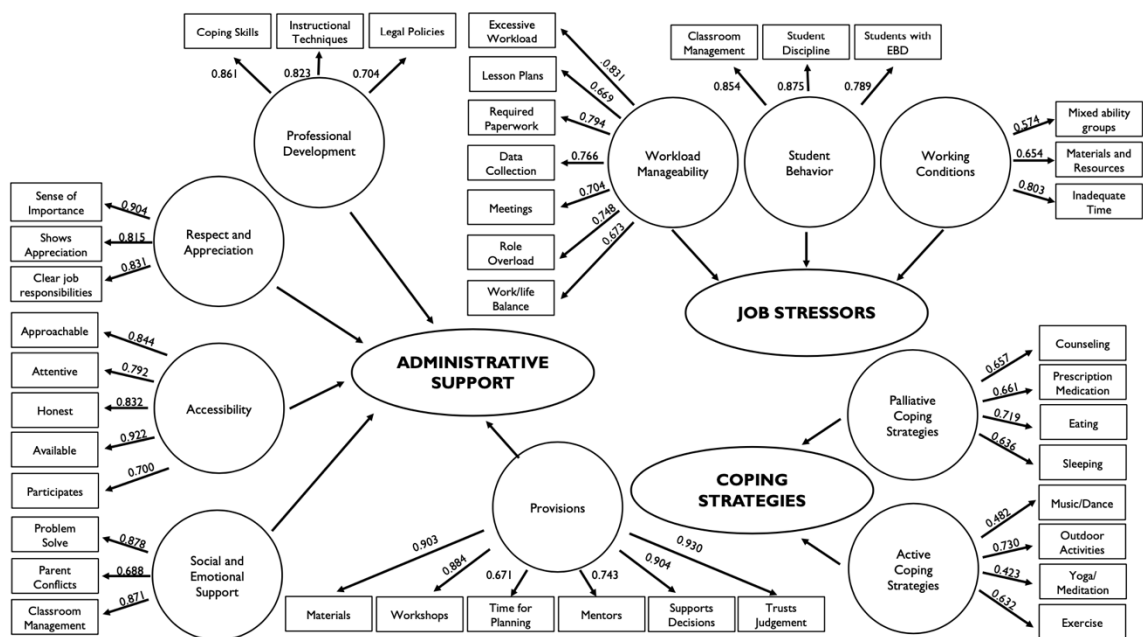 Coping Skills
0.861
Instructional
Techniques
0.823
Legal Policies
0.704
Professional
Development
Sense of
Importance
0.904
Shows
Appreciation
0.815
Clear job
responsibilities
0.831
Respect and
Appreciation
Approachable
0.844
Attentive
0.792
Honest
0.832
Available
0.922
Participates
0.700
Accessibility
Problem
Solve
0.878
Parent
Conflicts
0.688
Classroom
Management
0.871
Social and
Emotional
Support
ADMINISTRATIVE
SUPPORT
Provisions
0.903
0.884
0.671
0.743
0.904
0.930
Materials
Workshops
Time for
Planning
Mentors
Supports
Decisions
Trusts
Judgement
Excessive
Workload
0.831
Lesson Plans
0.669
Required
Paperwork
0.794
Data
Collection
0.766
Meetings
0.704
Role
Overload
0.748
Work/life
Balance
0.673
Workload
Manageability
Classroom
Management
0.854
Student
Discipline
0.875
Students with
EBD
0.789
Student
Behavior
Working
Conditions
0.574
Mixed ability
groups
0.654
Materials and
Resources
0.803
Inadequate
Time
JOB STRESSORS
Palliative
Coping
Strategies
0.657
Counseling
0.661
Prescription
Medication
0.719
Eating
0.636
Sleeping
COPING
STRATEGIES
Active
Coping
Strategies
0.482
Music/Dance
0.730
Outdoor
Activities
0.423
Yoga/
Meditation
0.632
Exercise